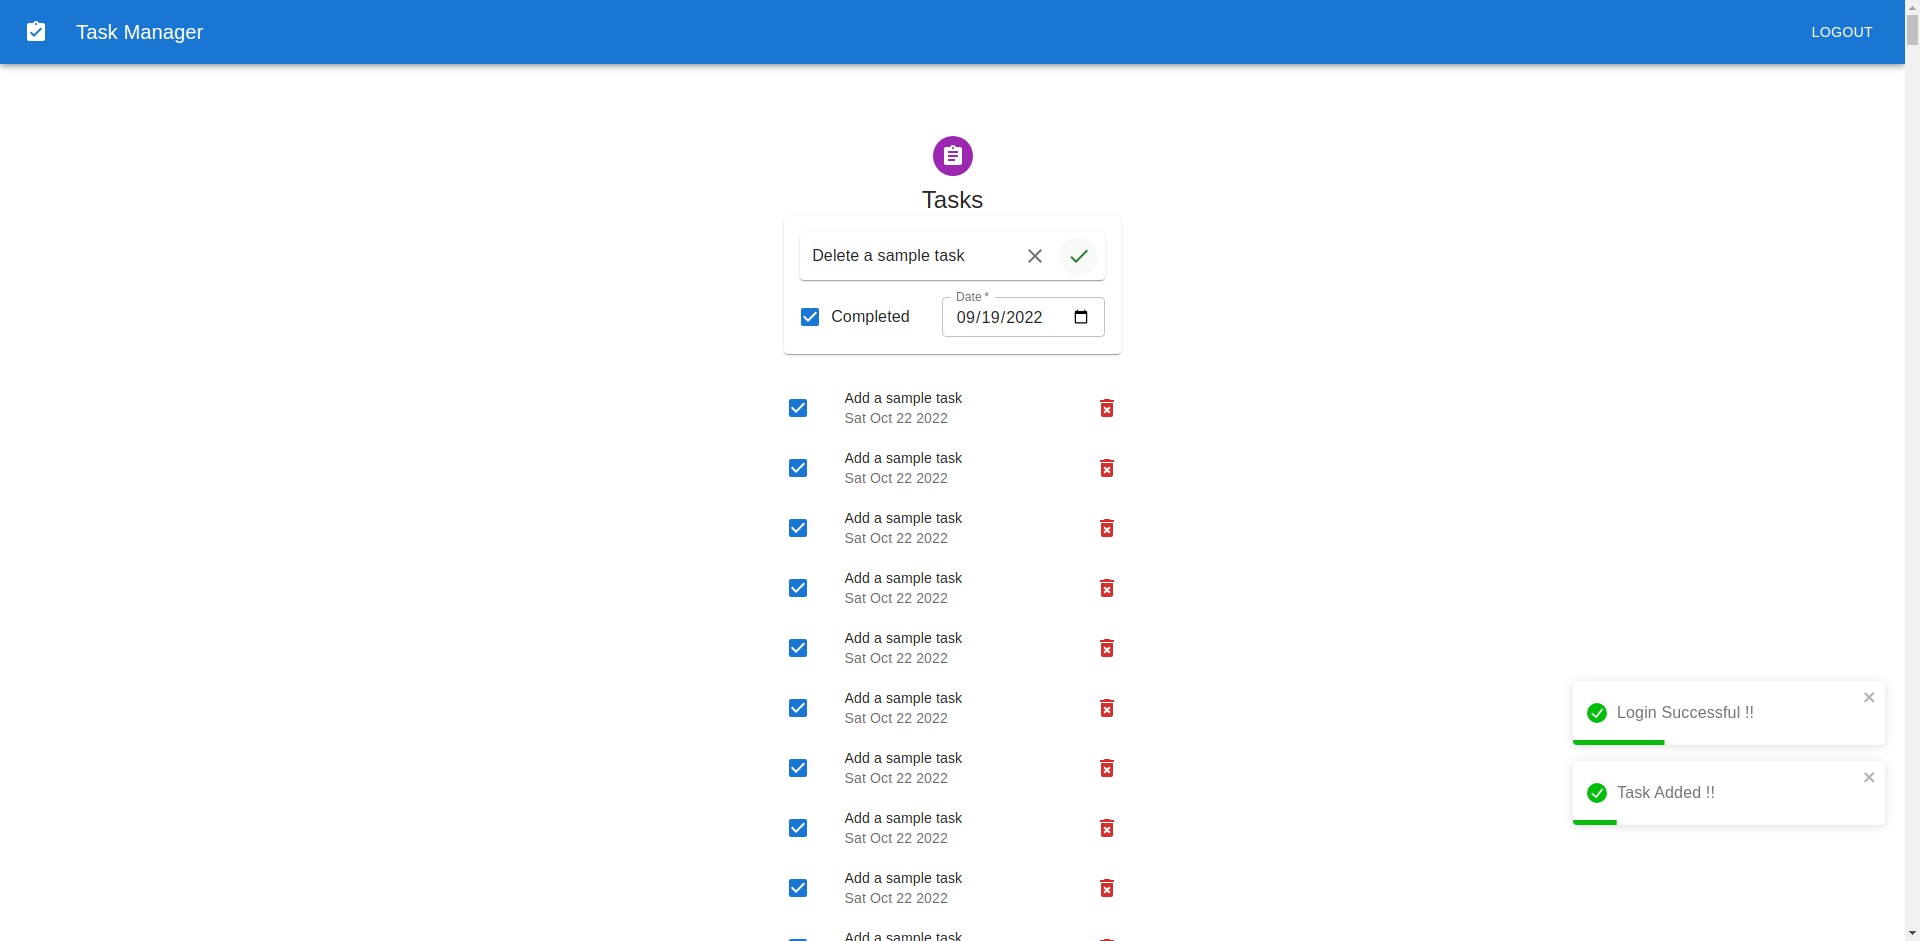 Task Manager
LOGOUT
Tasks
Delete a sample task
Date *
Completed
09/19/2022
Add a sample task
Sat Oct 22 2022
Add a sample task
Sat Oct 22 2022
Add a sample task
Sat Oct 22 2022
Add a sample task
Sat Oct 22 2022
Add a sample task
Sat Oct 22 2022
Add a sample task
Sat Oct 22 2022
Add a sample task
Sat Oct 22 2022
Add a sample task
Sat Oct 22 2022
Add a sample task
Sat Oct 22 2022
Add a sample task
Login Successful !!
Task Added !!